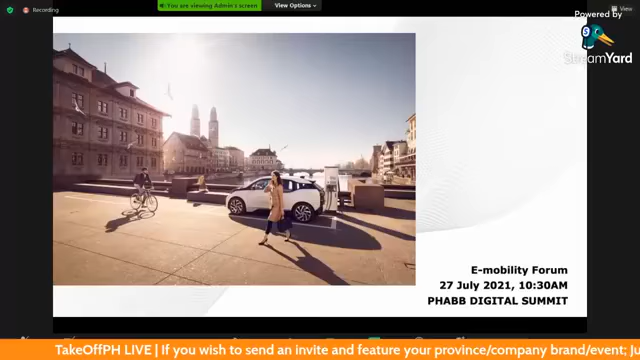 Recording
You are viewing Admin's screen
View Options
View
Powered by
StreamYard
E-mobility Forum
27 July 2021, 10:30AM
PHABB DIGITAL SUMMIT
TakeOffPH LIVE | If you wish to send an invite and feature your province/company brand/event: